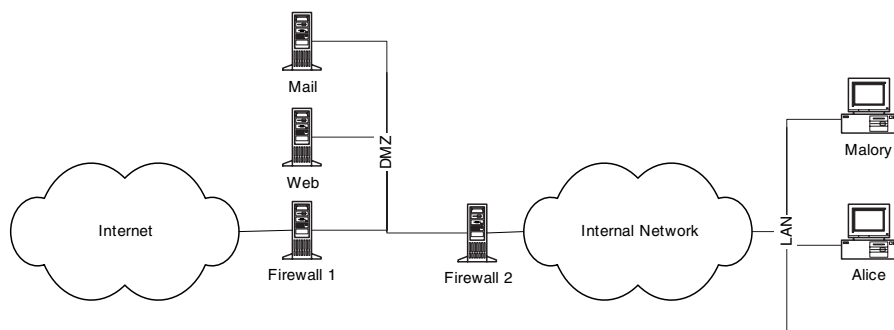 Mail
Web
DMZ
Internet
Firewall 1
Firewall 2
Internal Network
LAN
Malory
Alice